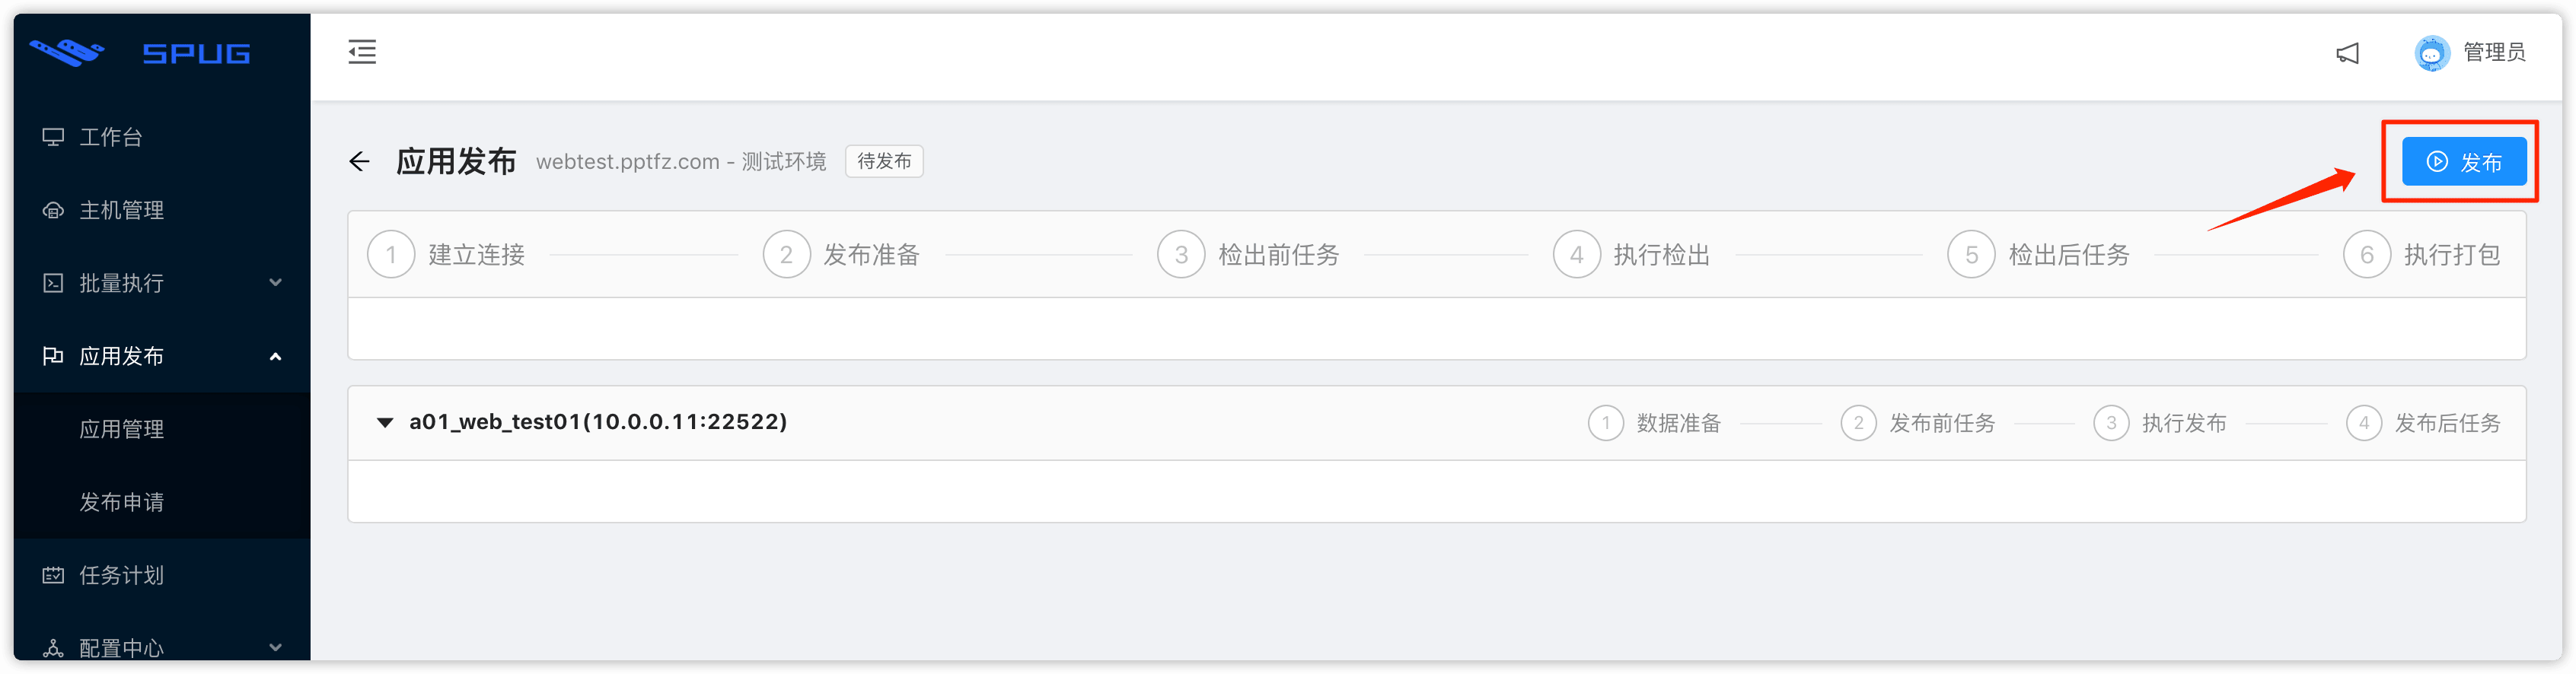 SPUG
管理员
工作台
主机管理
批量执行
应用发布
应用管理
发布申请
任务计划
配置中心
应用发布 webtest.pptfz.com - 测试环境 待发布
发布
1 建立连接 2 发布准备 3 检出前任务 4 执行检出 5 检出后任务 6 执行打包
a01_web_test01(10.0.0.11:22522) 1 数据准备 2 发布前任务 3 执行发布 4 发布后任务